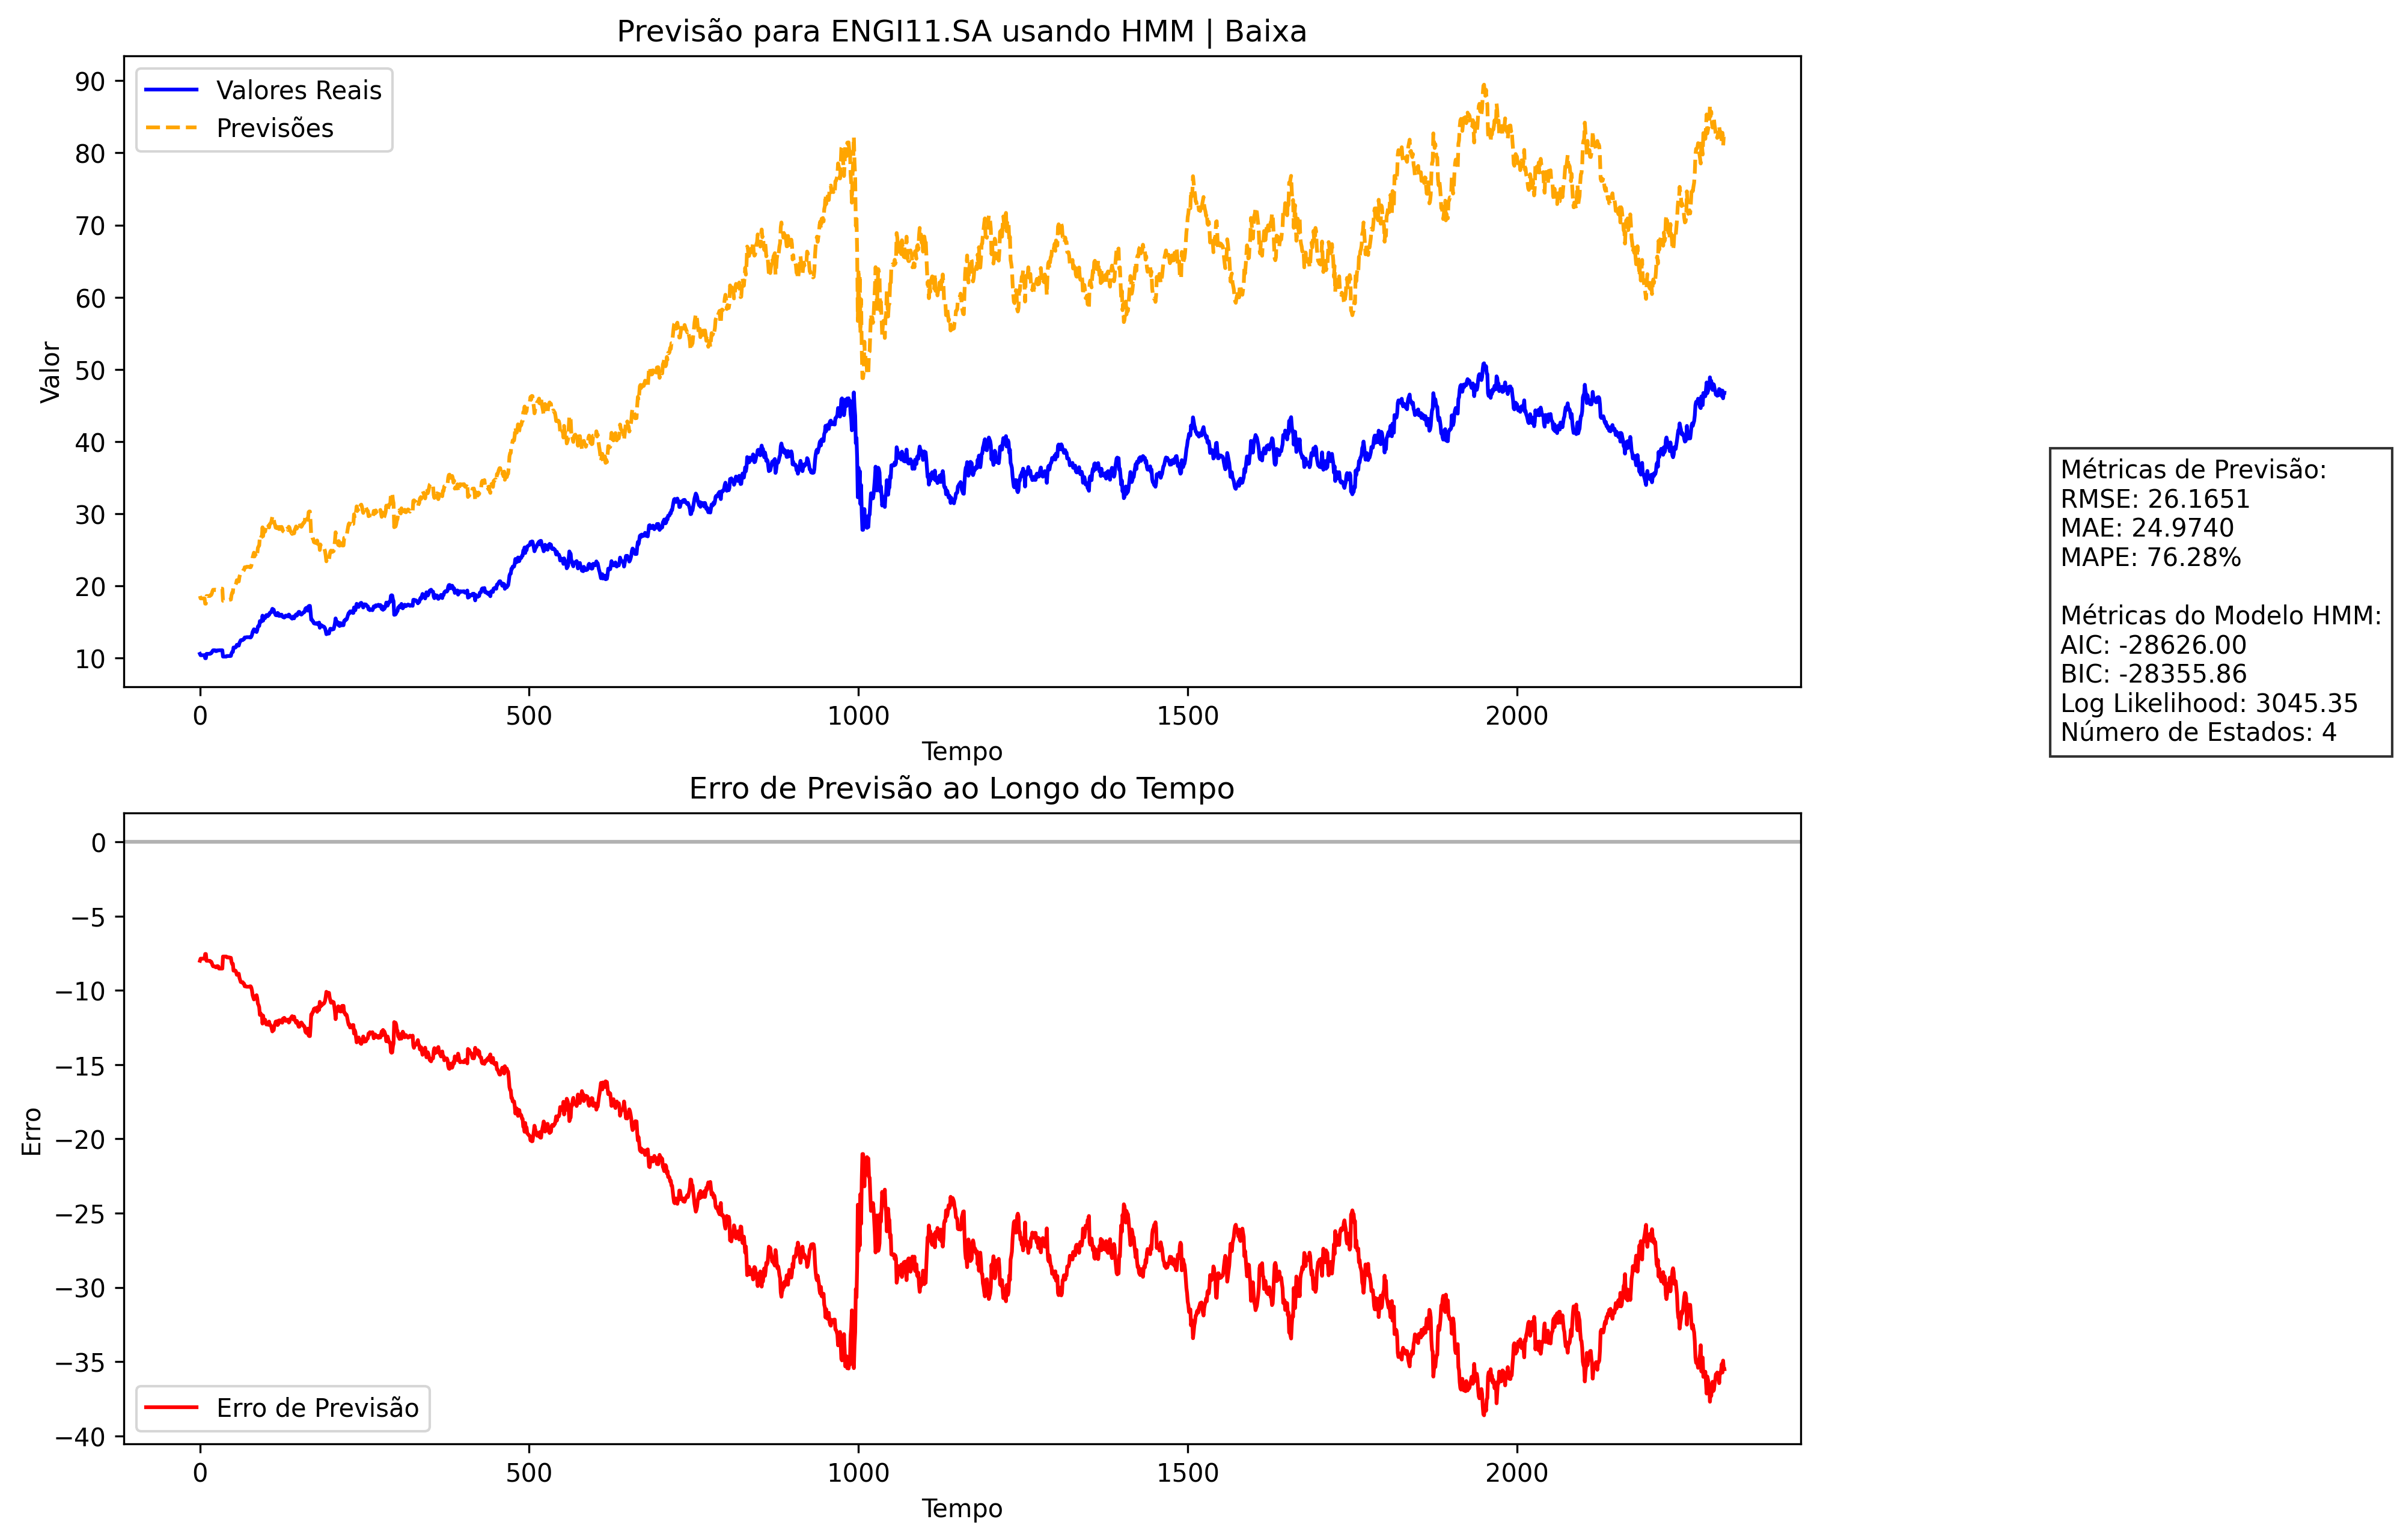 Previsão para ENGI11.SA usando HMM | Baixa
Valores Reais
Previsões
90
80
70
60
50
40
30
20
10
Valor
0
500
1000
1500
2000
Tempo
Métricas de Previsão:
RMSE: 26.1651
MAE: 24.9740
MAPE: 76.28%
Métricas do Modelo HMM:
AIC: -28626.00
BIC: -28355.86
Log Likelihood: 3045.35
Número de Estados: 4
Erro de Previsão ao Longo do Tempo
0
−5
−10
−15
−20
−25
−30
−35
−40
Erro
Erro de Previsão
0
500
1000
1500
2000
Tempo